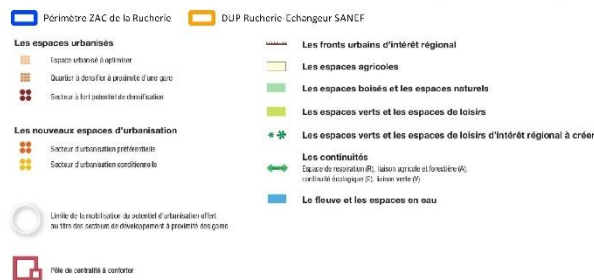 Périmètre ZAC de la Rucherie
DUP Rucherie-Echangeur SANEF
Les espaces urbanisés
Espace urbanisé à optimiser
Quartier à densifier à proximité d'une gare
Secteur à fort potentiel de densification
Les nouveaux espaces d'urbanisation
Secteur d'urbanisation préférentielle
Secteur d'urbanisation conditionnelle
Limite de la mobilisation du potentiel d'urbanisation offert
au titre des secteurs de développement à proximité des gares
Pôle de centralité à conforter
Les fronts urbains d'intérêt régional
Les espaces agricoles
Les espaces boisés et les espaces naturels
Les espaces verts et les espaces de loisirs
Les espaces verts et les espaces de loisirs d'intérêt régional à créer
Les continuités
Espace de respiration (R), liaison agricole et forestière (A),
continuité écologique (E), liaison verte (V)
Le fleuve et les espaces en eau